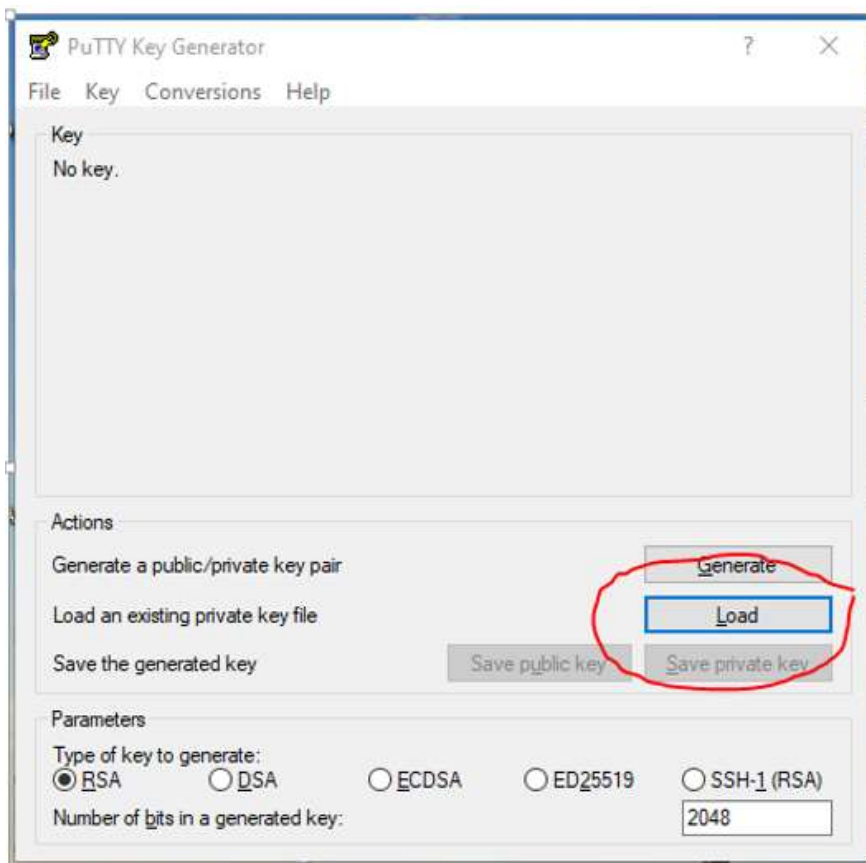 PuTTY Key Generator ?
File Key Conversions Help
Key
No key.
Actions
Generate a public/private key pair Generate
Load an existing private key file Load
Save the generated key Save public key Save private key
Parameters
Type of key to generate:
RSA DSA ECDSA ED25519 SSH-1 (RSA)
Number of bits in a generated key: 2048